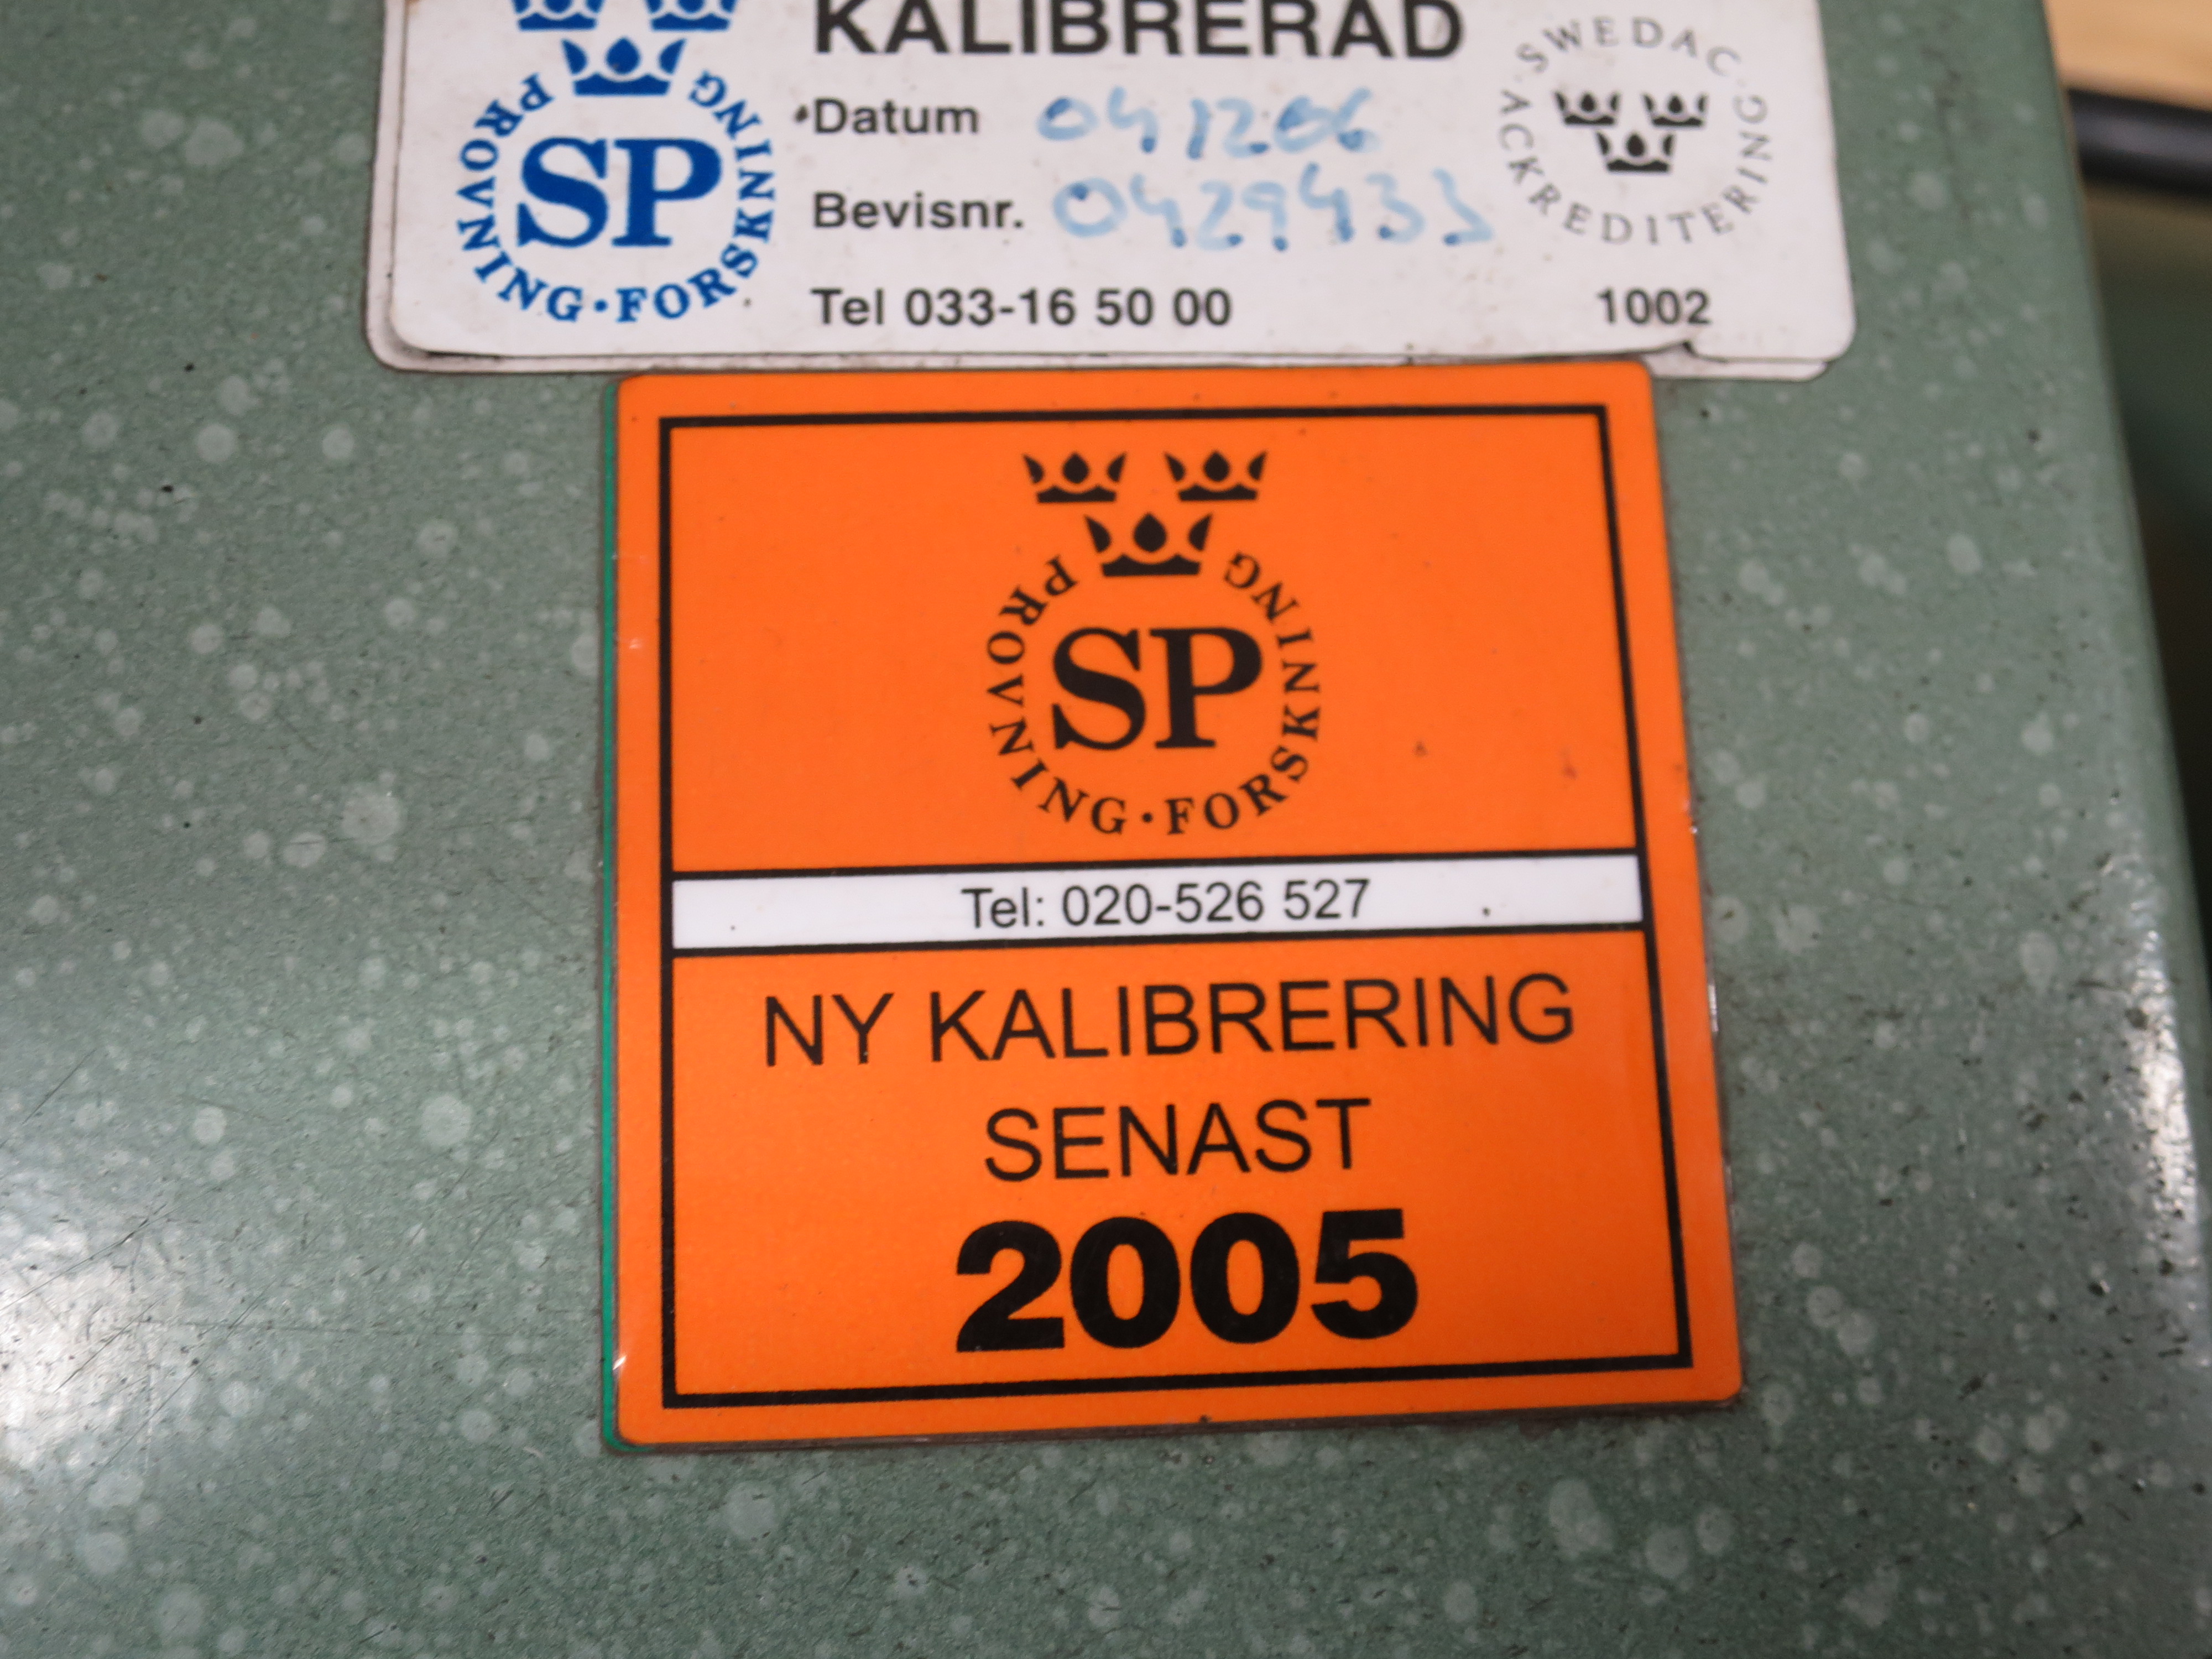 KALIBRERAD
SP
PROVNING · FORSKNING
Datum 041206
Bevisnr. 0429433
Tel 033-16 50 00
SWEDAC
ACKREDITERING
1002
SP
PROVNING · FORSKNING
Tel: 020-526 527
NY KALIBRERING
SENAST
2005